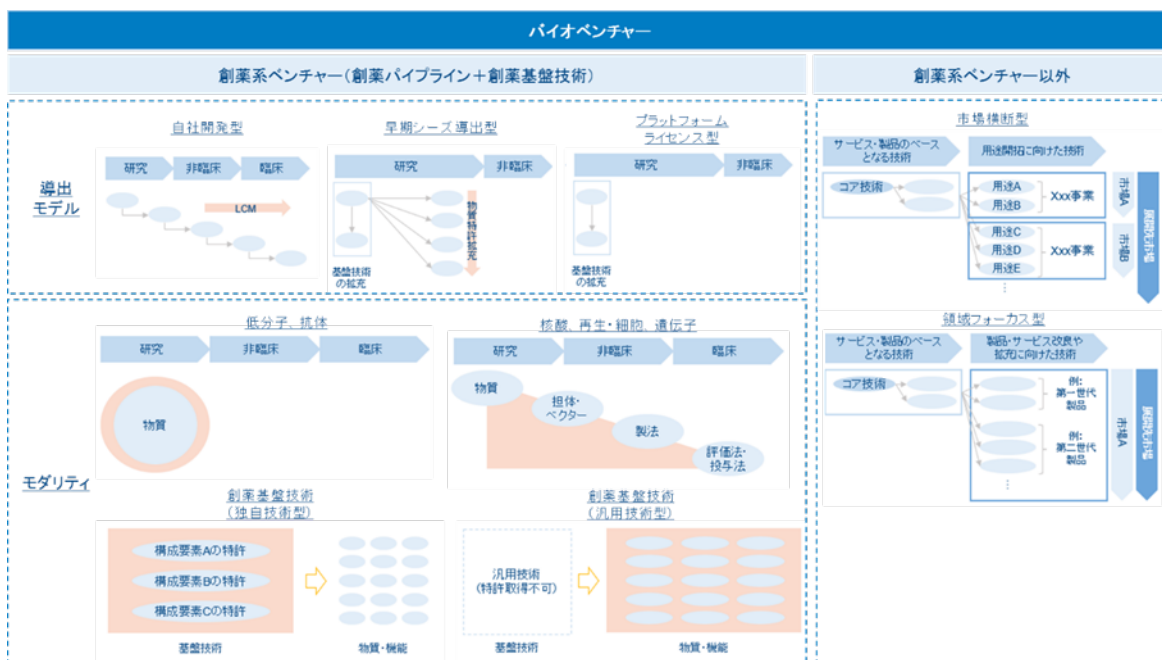 バイオベンチャー
創薬系ベンチャー(創薬パイプライン+創薬基盤技術)
創薬系ベンチャー以外
導出
モデル
自社開発型
研究
非臨床
臨床
LCM
早期シーズ導出型
研究
非臨床
物質特許拡充
基盤技術
の拡充
プラットフォーム
ライセンス型
研究
非臨床
基盤技術
の拡充
モダリティ
低分子、抗体
研究
非臨床
臨床
物質
核酸、再生・細胞、遺伝子
研究
非臨床
臨床
物質
担体・
ベクター
製法
評価法・
投与法
創薬基盤技術
(独自技術型)
構成要素Aの特許
構成要素Bの特許
構成要素Cの特許
基盤技術
物質・機能
創薬基盤技術
(汎用技術型)
汎用技術
(特許取得不可)
基盤技術
物質・機能
市場横断型
サービス・製品のベース
となる技術
用途開拓に向けた技術
コア技術
用途A
用途B
Xxx事業
用途C
用途D
用途E
Xxx事業
⋮
市場A
市場B
展開先市場
領域フォーカス型
サービス・製品のベース
となる技術
製品・サービス改良や
拡充に向けた技術
コア技術
例:
第一世代
製品
例:
第二世代
製品
⋮
市場A
展開先市場